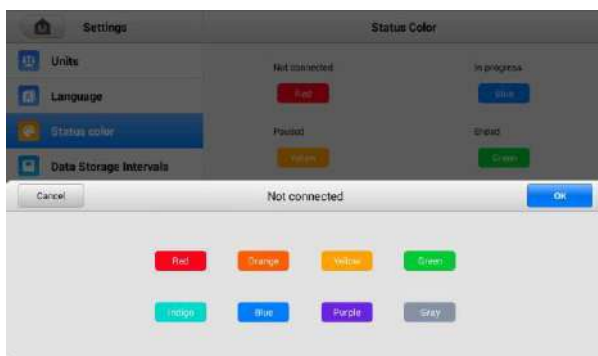 Settings
Status Color
Units
Not connected
In progress
Language
Red
Blue
Status color
Paused
Ended
Data Storage Intervals
Yellow
Green
Cancel
Not connected
OK
Red
Orange
Yellow
Green
Indigo
Blue
Purple
Gray